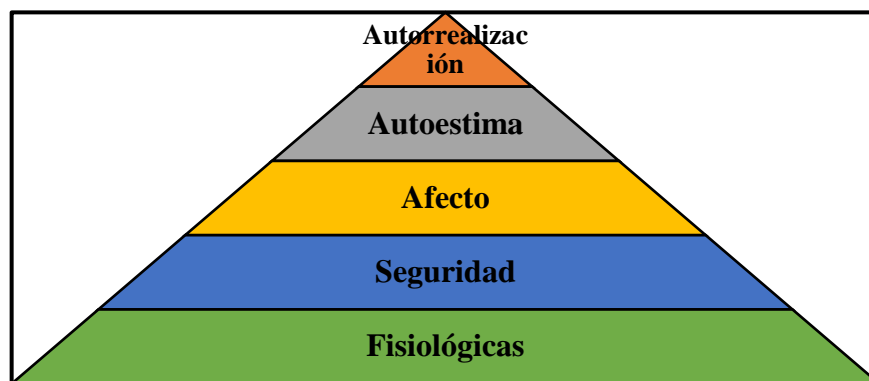 Autorrealizac
ión
Autoestima
Afecto
Seguridad
Fisiológicas